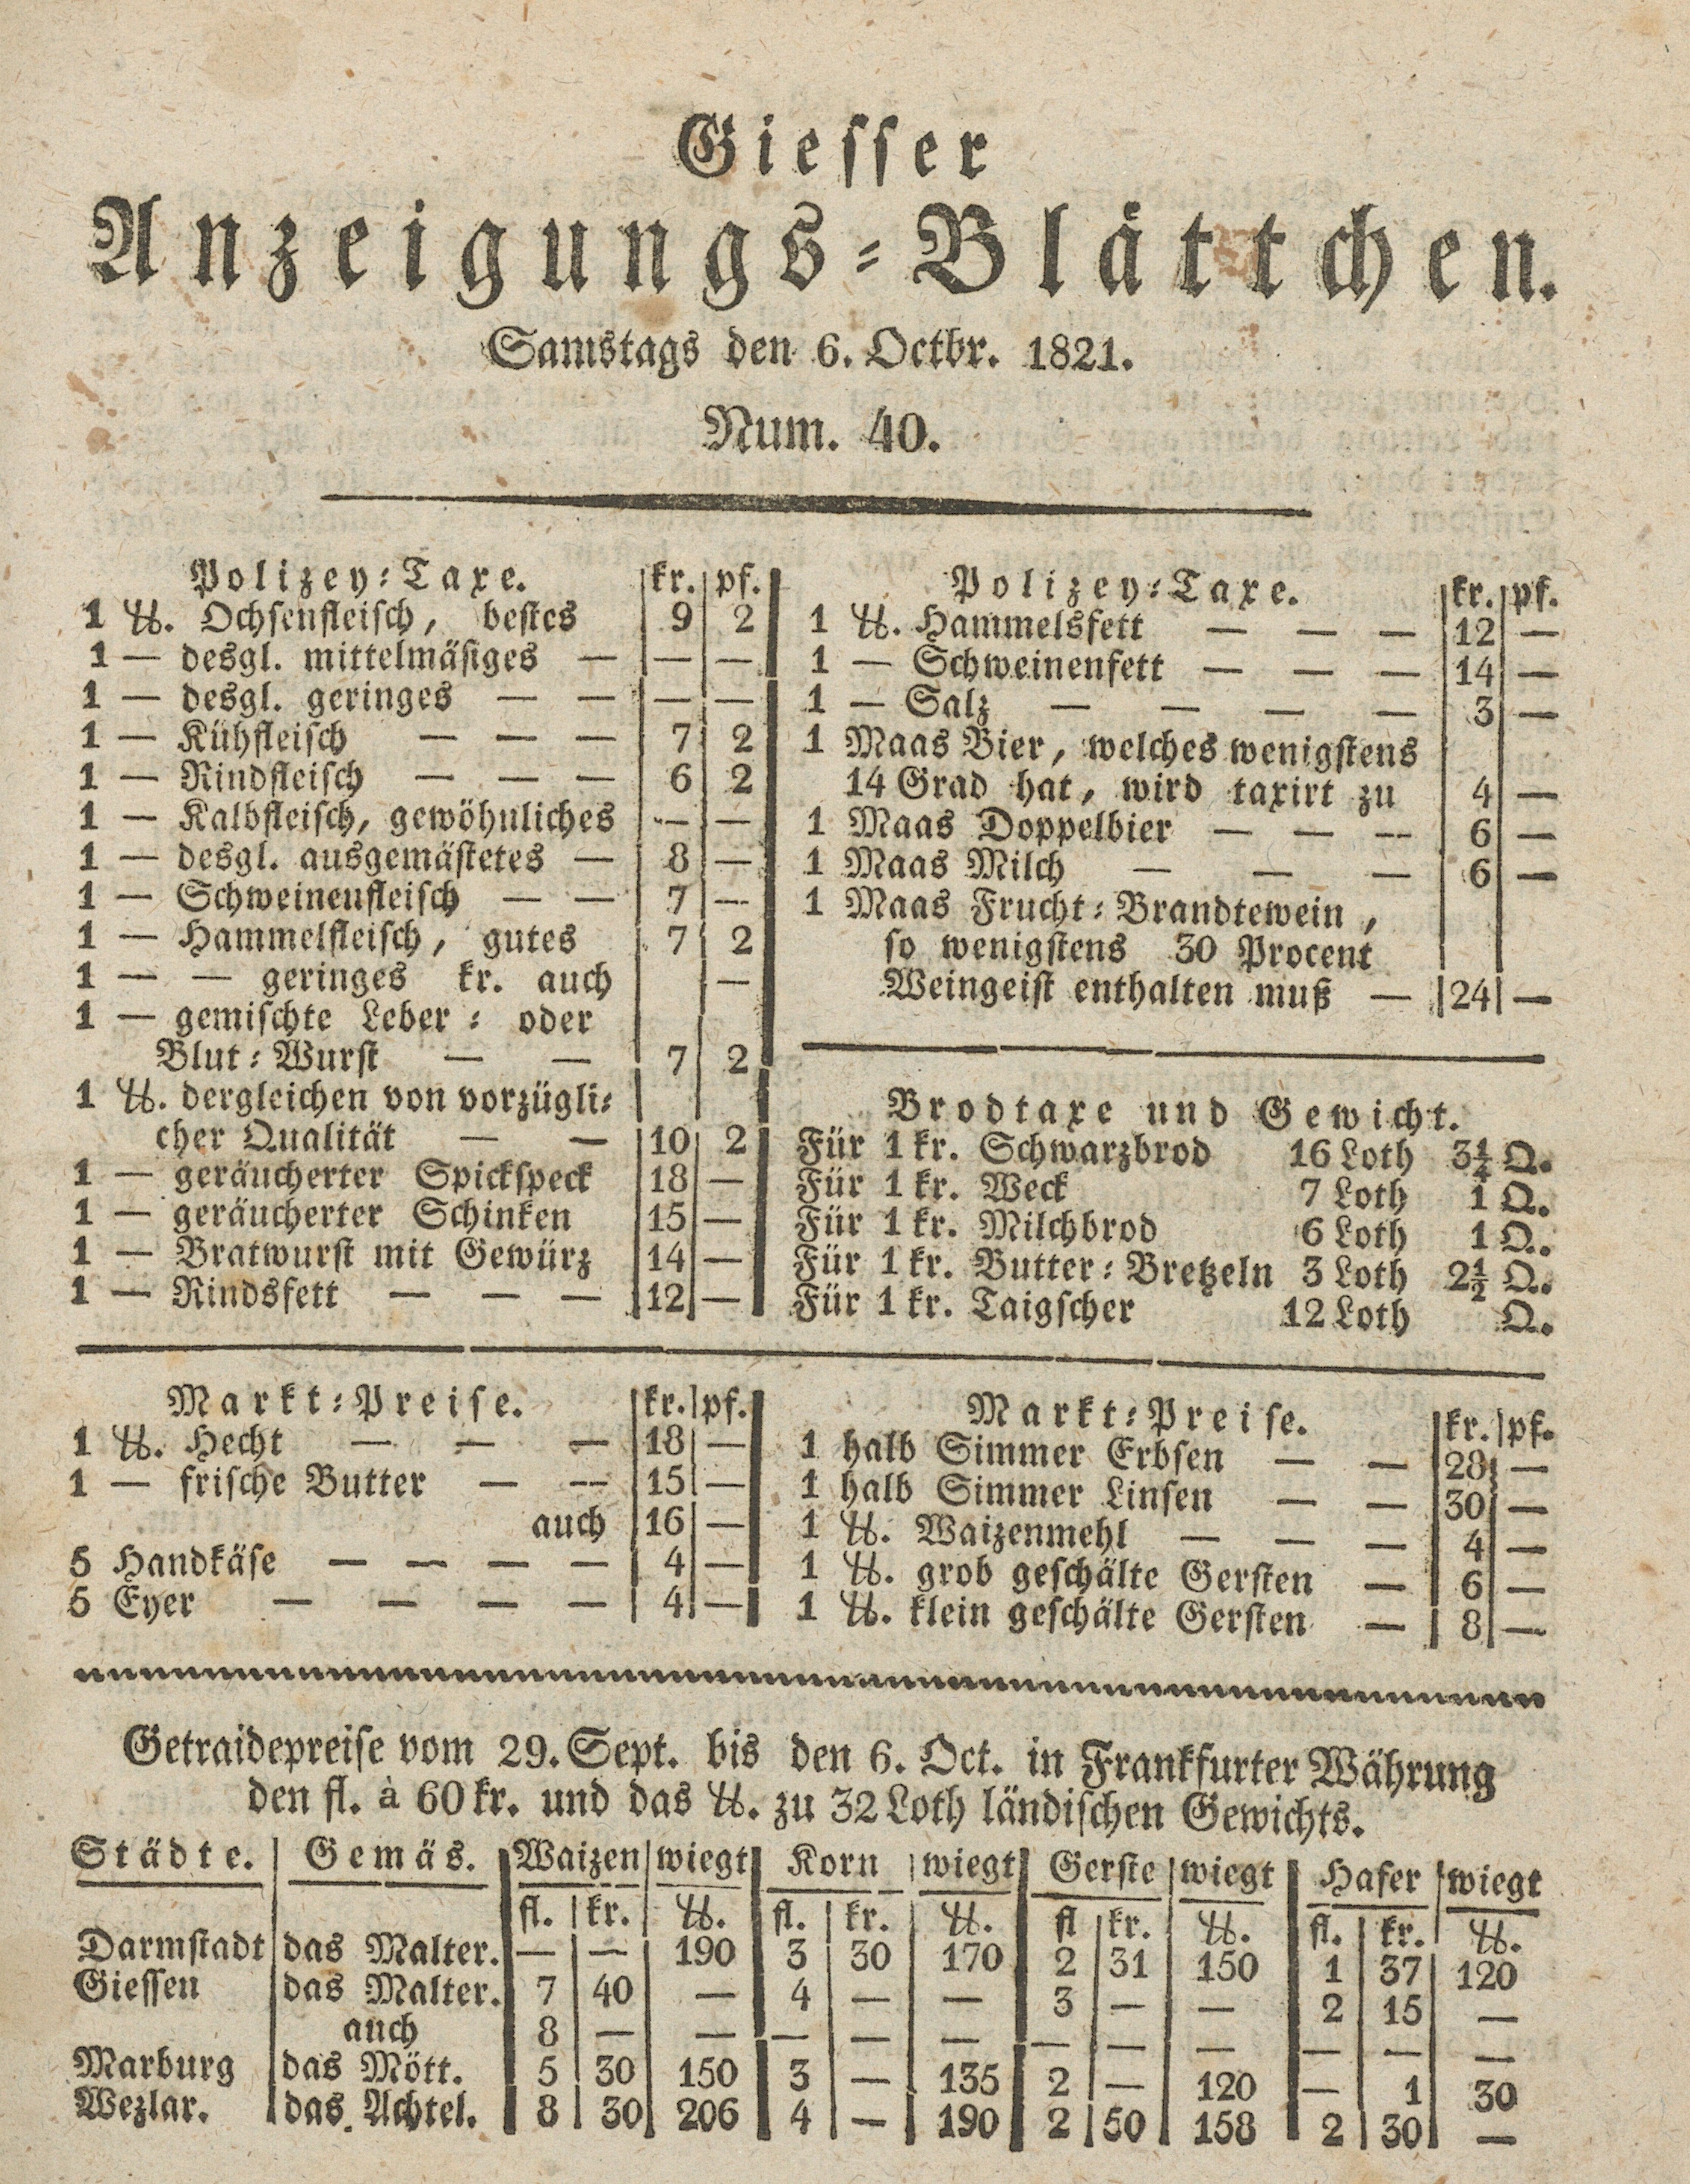 Giesser
Anzeigungs-Blättchen.
Samstags den 6. Octbr. 1821.
Num. 40.
Polizey-Taxe. kr. pf.
1 ℔. Ochsenfleisch, bestes 9 2
1 — desgl. mittelmäsiges — — —
1 — desgl. geringes — — — —
1 — Kühfleisch — — — 7 2
1 — Rindfleisch — — — 6 2
1 — Kalbfleisch, gewöhnliches — —
1 — desgl. ausgemästetes — 8 —
1 — Schweinenfleisch — — 7 —
1 — Hammelfleisch, gutes 7 2
1 — — geringes kr. auch —
1 — gemischte Leber- oder
Blut-Wurst — — 7 2
1 ℔. dergleichen von vorzügli-
cher Qualität — — 10 2
1 — geräucherter Spickspeck 18 —
1 — geräucherter Schinken 15 —
1 — Bratwurst mit Gewürz 14 —
1 — Rindsfett — — — 12 —
Polizey-Taxe. kr. pf.
1 ℔. Hammelsfett — — — 12 —
1 — Schweinenfett — — — 14 —
1 — Salz — — — — 3 —
1 Maas Bier, welches wenigstens
14 Grad hat, wird taxirt zu 4 —
1 Maas Doppelbier — — — 6 —
1 Maas Milch — — — 6 —
1 Maas Frucht-Brandtewein,
so wenigstens 30 Procent
Weingeist enthalten muß — 24 —
Brodtaxe und Gewicht.
Für 1 kr. Schwarzbrod 16 Loth 3¼ Q.
Für 1 kr. Weck 7 Loth 1 Q.
Für 1 kr. Milchbrod 6 Loth 1 Q.
Für 1 kr. Butter-Bretzeln 3 Loth 2½ Q.
Für 1 kr. Taigscher 12 Loth Q.
Markt-Preise. kr. pf.
1 ℔. Hecht — — — 18 —
1 — frische Butter — — 15 —
auch 16 —
5 Handkäse — — — — 4 —
5 Eyer — — — — 4 —
Markt-Preise. kr. pf.
1 halb Simmer Erbsen — — 28 —
1 halb Simmer Linsen — — 30 —
1 ℔. Waizenmehl — — — 4 —
1 ℔. grob geschälte Gersten — 6 —
1 ℔. klein geschälte Gersten — 8 —
Getraidepreise vom 29. Sept. bis den 6. Oct. in Frankfurter Währung
den fl. à 60 kr. und das ℔. zu 32 Loth ländischen Gewichts.
Städte. Gemäs. Waizen wiegt Korn wiegt Gerste wiegt Hafer wiegt
fl. kr. ℔. fl. kr. ℔. fl kr. ℔. fl. kr. ℔.
Darmstadt das Malter. — — 190 3 30 170 2 31 150 1 37 120
Giessen das Malter. 7 40 — 4 — — 3 — — 2 15 —
auch 8 — — — — — — — — — — —
Marburg das Mött. 5 30 150 3 — 135 2 — 120 — 1 30
Wezlar. das Achtel. 8 30 206 4 — 190 2 50 158 2 30 —